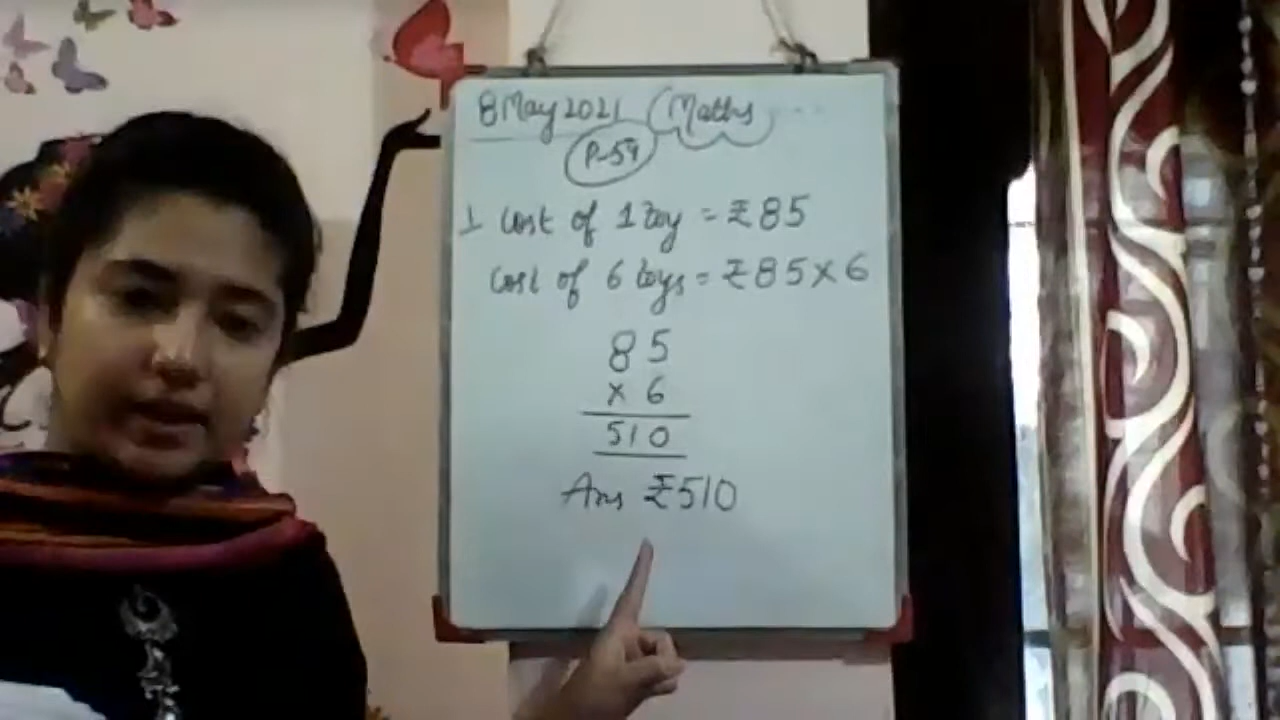 8 May 2021 Maths
P-59
1 Cost of 1 toy = ₹85
Cost of 6 toys = ₹85×6
85
× 6
510
Ans ₹510